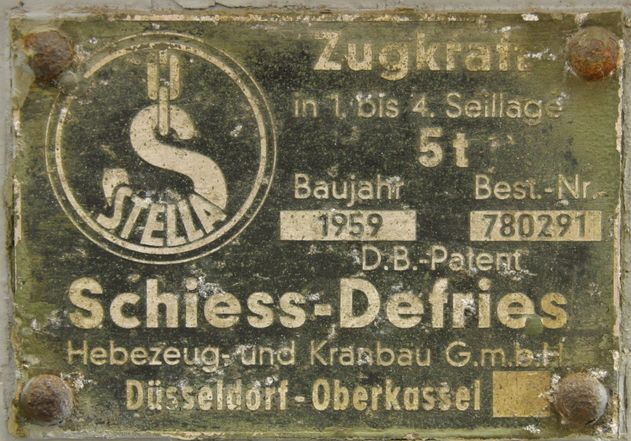 STELLA
Zugkraft
in 1. bis 4. Seillage
5t
Baujahr Best.-Nr.
1959 780291
D.B.-Patent
Schiess-Defries
Hebezeug- und Kranbau G.m.b.H.
Düsseldorf-Oberkassel